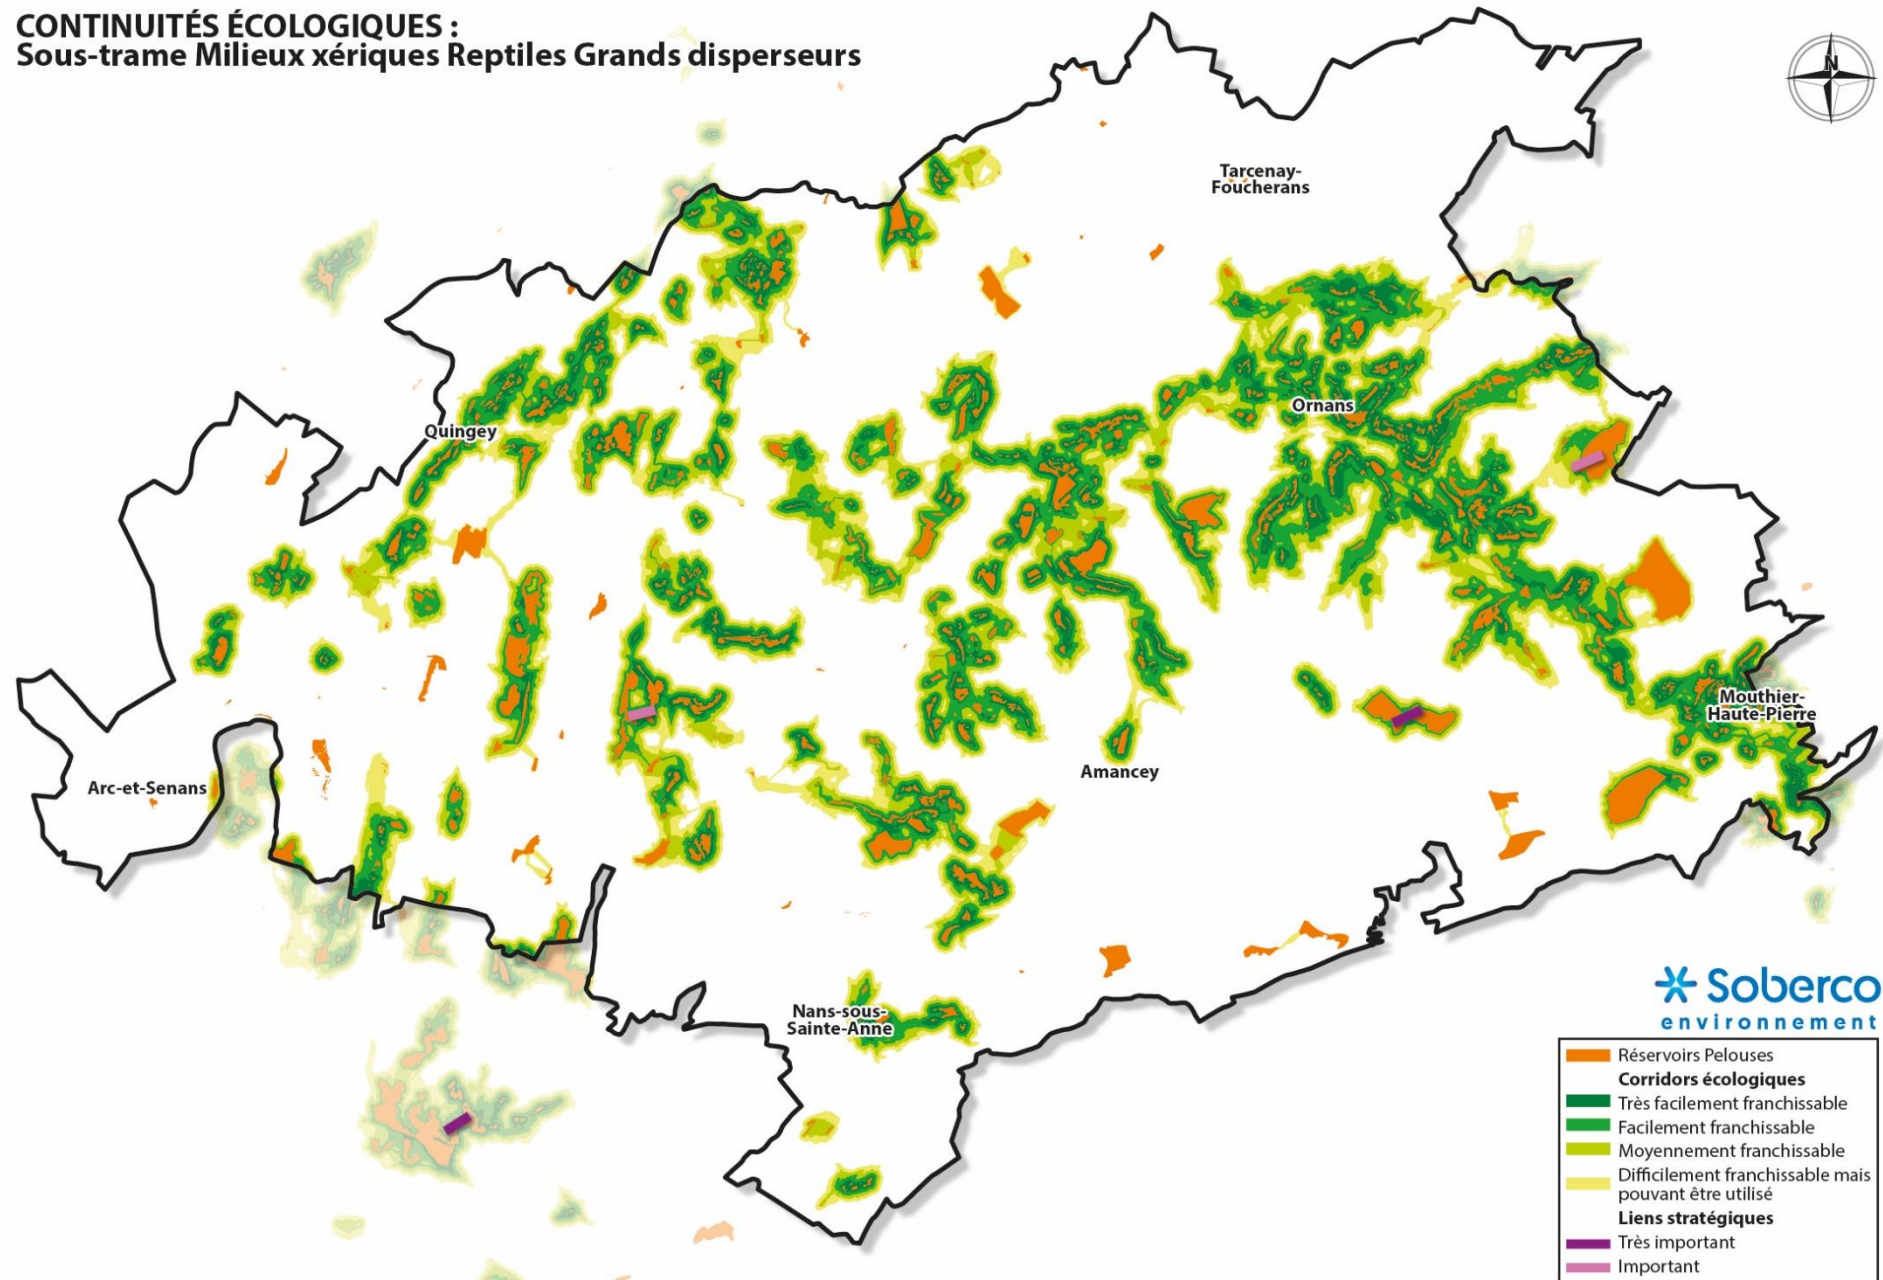 CONTINUITÉS ÉCOLOGIQUES :
Sous-trame Milieux xériques Reptiles Grands disperseurs
N
Tarcenay-
Foucherans
Ornans
Quingey
Mouthier-
Haute-Pierre
Amancey
Arc-et-Senans
Nans-sous-
Sainte-Anne
Soberco
environnement
Réservoirs Pelouses
Corridors écologiques
Très facilement franchissable
Facilement franchissable
Moyennement franchissable
Difficilement franchissable mais
pouvant être utilisé
Liens stratégiques
Très important
Important